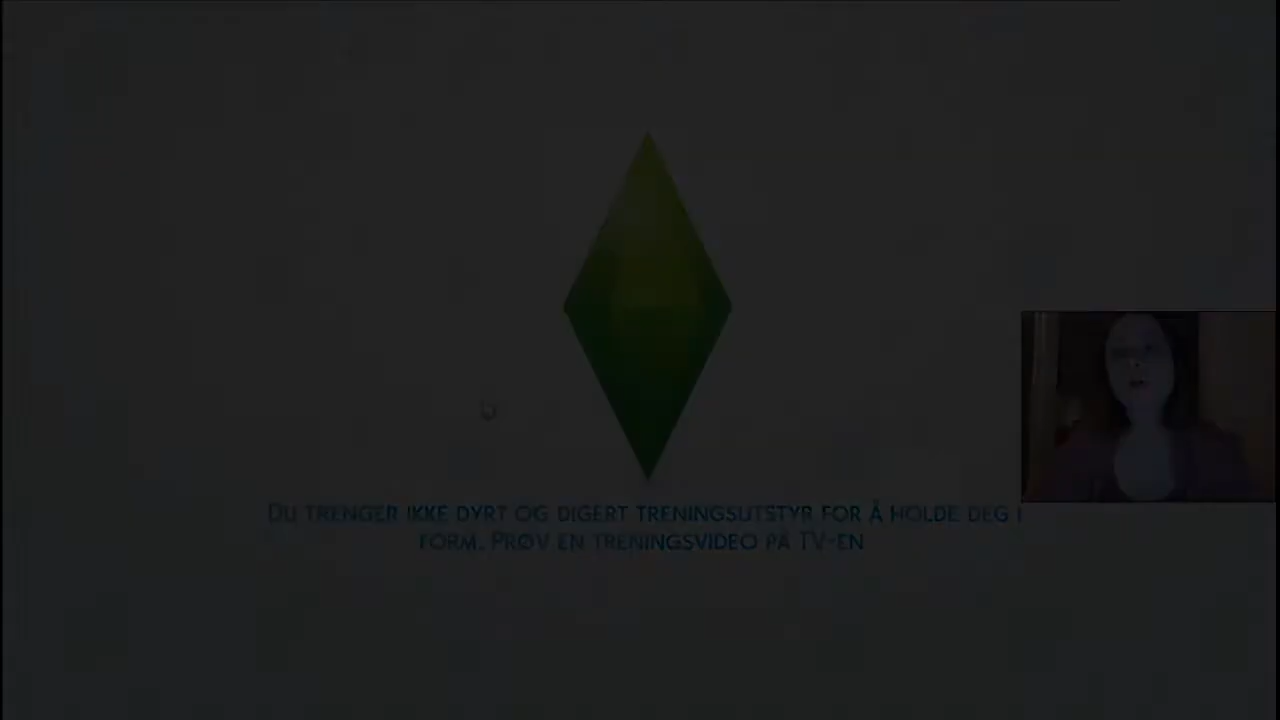 DU TRENGER IKKE DYRT OG DIGERT TRENINGSUTSTYR FOR Å HOLDE DEG I
FORM. PRØV EN TRENINGSVIDEO PÅ TV-EN